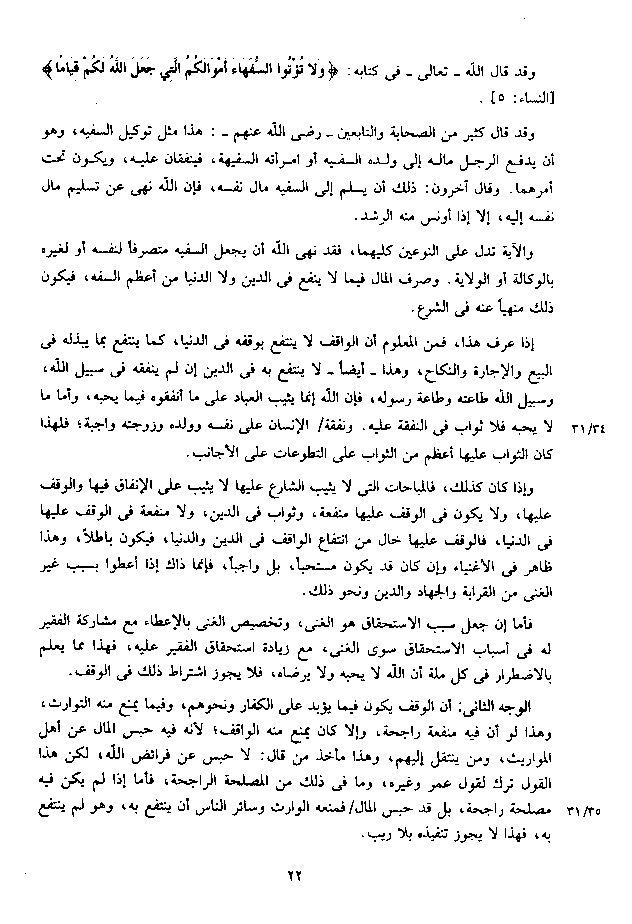 وقد قال الله ـ تعالى ـ فى كتابه: ﴿ وَلا تُؤْتُوا السُّفَهَاء أَمْوَالَكُمُ الَّتِي جَعَلَ اللَّهُ لَكُمْ قِيَامًا ﴾
[النساء: ٥] .
وقد قال كثير من الصحابة والتابعين ـ رضى الله عنهم ـ : هذا مثل توكيل السفيه، وهو
أن يدفع الرجل ماله إلى ولده السفيه أو امرأته السفيهة، فينفقان عليه، ويكون تحت
أمرهما. وقال آخرون: ذلك أن يسلم إلى السفيه مال نفسه، فإن الله نهى عن تسليم مال
نفسه إليه، إلا إذا أونس منه الرشد.
والآية تدل على النوعين كليهما، فقد نهى الله أن يجعل السفيه متصرفاً لنفسه أو لغيره
بالوكالة أو الولاية. وصرف المال فيما لا ينفع فى الدين ولا الدنيا من أعظم السفه، فيكون
ذلك منهياً عنه فى الشرع.
إذا عرف هذا، فمن المعلوم أن الواقف لا ينتفع بوقفه فى الدنيا، كما ينتفع بما يبذله فى
البيع والإجارة والنكاح، وهذا ـ أيضاً ـ لا ينتفع به فى الدين إن لم ينفقه فى سبيل الله،
وسبيل الله طاعته وطاعة رسوله، فإن الله إنما يثيب العباد على ما أنفقوه فيما يحبه، وأما ما
لا يحبه فلا ثواب فى النفقة عليه. ونفقة/ الإنسان على نفسه وولده وزوجته واجبة؛ فلهذا ٣١/٣٤
كان الثواب عليها أعظم من الثواب على التطوعات على الأجانب.
وإذا كان كذلك، فالمباحات التى لا يثيب الشارع عليها لا يثيب على الإنفاق فيها والوقف
عليها، ولا يكون فى الوقف عليها منفعة، وثواب فى الدين، ولا منفعة فى الوقف عليها
فى الدنيا، فالوقف عليها خال من انتفاع الواقف فى الدين والدنيا، فيكون باطلاً، وهذا
ظاهر فى الأغنياء وإن كان قد يكون مستحباً، بل واجباً، فإنما ذاك إذا أعطوا بسبب غير
الغنى من القرابة والجهاد والدين ونحو ذلك.
فأما إن جعل سبب الاستحقاق هو الغنى، وتخصيص الغنى بالإعطاء مع مشاركة الفقير
له فى أسباب الاستحقاق سوى الغنى، مع زيادة استحقاق الفقير عليه، فهذا مما يعلم
بالاضطرار فى كل ملة أن الله لا يحبه ولا يرضاه، فلا يجوز اشتراط ذلك فى الوقف.
الوجه الثانى: أن الوقف يكون فيما يؤبد على الكفار ونحوهم، وفيما يمنع منه التوارث،
وهذا لو أن فيه منفعة راجحة، وإلا كان يمنع منه الواقف؛ لأنه فيه حبس المال عن أهل
المواريث، ومن ينتقل إليهم، وهذا مأخذ من قال: لا حبس عن فرائض الله، لكن هذا
القول ترك لقول عمر وغيره، وما فى ذلك من المصلحة الراجحة، فأما إذا لم يكن فيه
مصلحة راجحة، بل قد حبس المال/ فمنعه الوارث وسائر الناس أن ينتفع به، وهو لم ينتفع ٣١/٣٥
به، فهذا لا يجوز تنفيذه بلا ريب.
٢٢